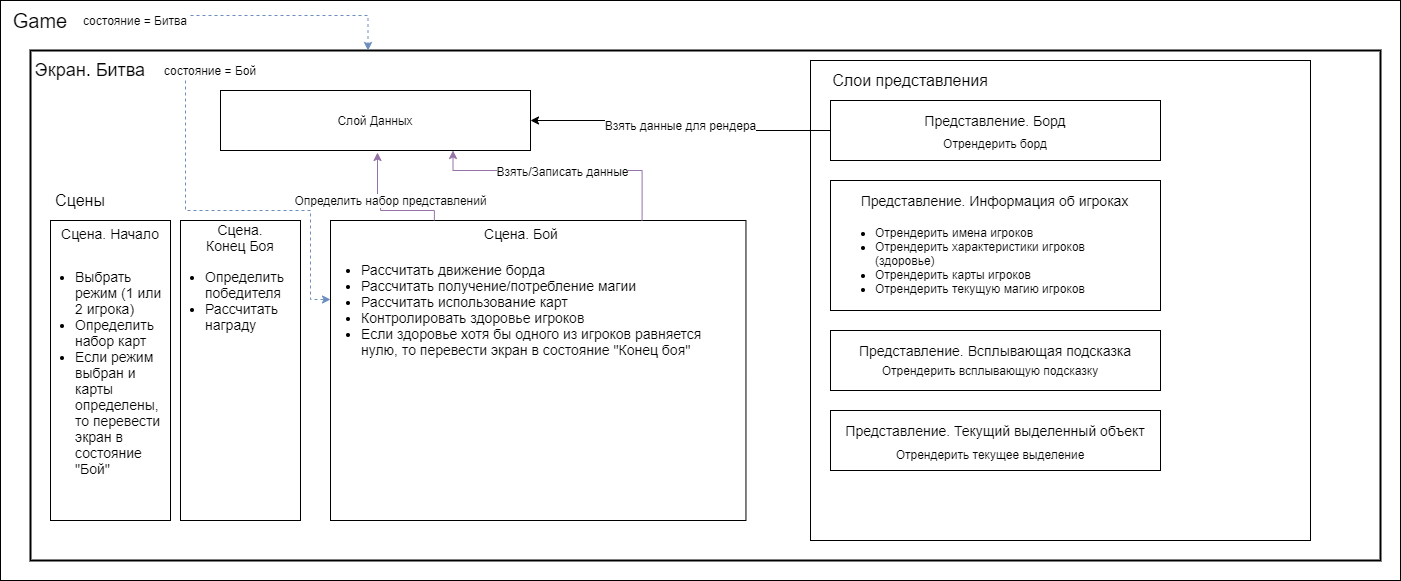 Game
состояние = Битва
Экран. Битва
состояние = Бой
Слой Данных
Взять данные для рендера
Взять/Записать данные
Определить набор представлений
Сцены
Сцена. Начало
Выбрать
режим (1 или
2 игрока)
Определить
набор карт
Если режим
выбран и
карты
определены,
то перевести
экран в
состояние
"Бой"
Сцена.
Конец Боя
Определить
победителя
Рассчитать
награду
Сцена. Бой
Рассчитать движение борда
Рассчитать получение/потребление магии
Рассчитать использование карт
Контролировать здоровье игроков
Если здоровье хотя бы одного из игроков равняется
нулю, то перевести экран в состояние "Конец боя"
Слои представления
Представление. Борд
Отрендерить борд
Представление. Информация об игроках
Отрендерить имена игроков
Отрендерить характеристики игроков
(здоровье)
Отрендерить карты игроков
Отрендерить текущую магию игроков
Представление. Всплывающая подсказка
Отрендерить всплывающую подсказку
Представление. Текущий выделенный объект
Отрендерить текущее выделение